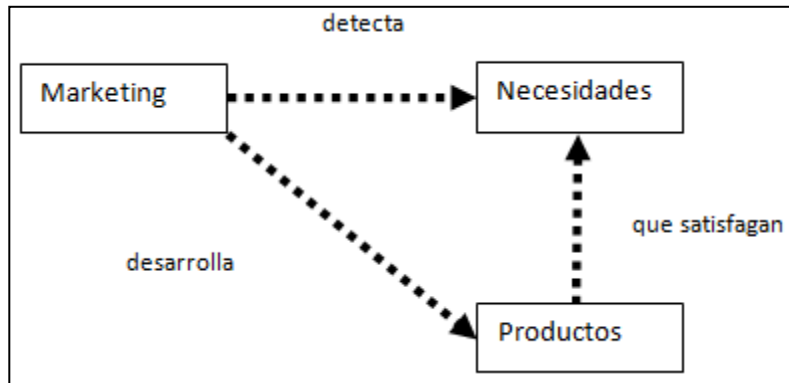 detecta
Marketing
Necesidades
que satisfagan
desarrolla
Productos